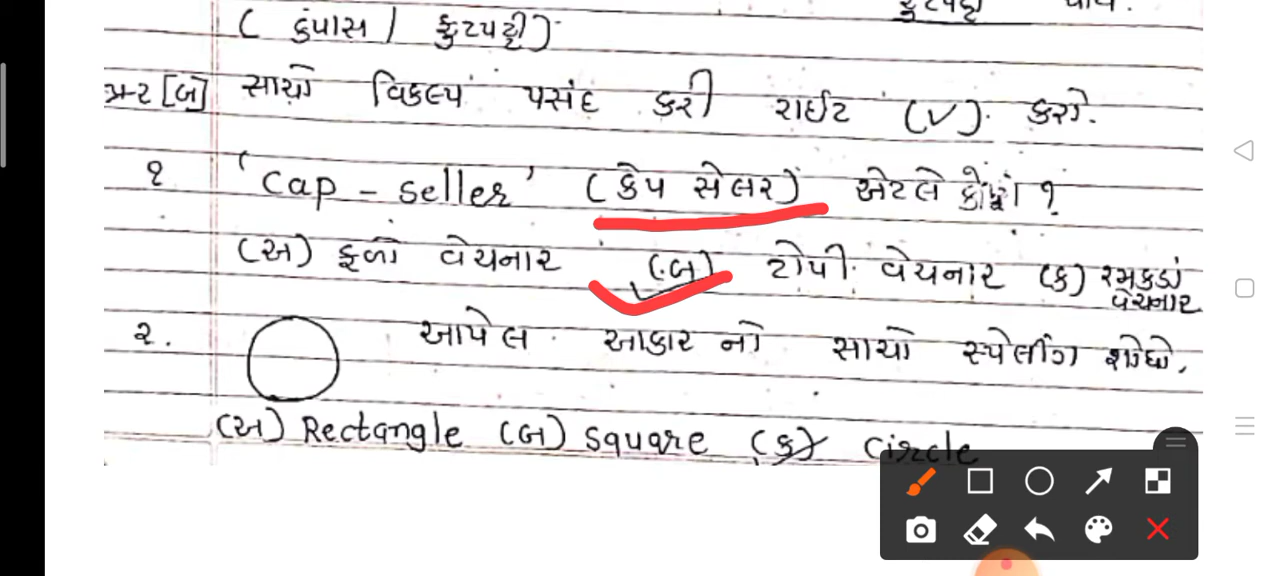 ( કંપાસ / ફુટપટ્ટી)
પ્ર-ર [બ] સાચો વિકલ્પ પસંદ કરી રાઈટ (✓) કરો.
૧ 'cap - seller' (કેપ સેલર) એટલે ?
(અ) ફળો વેચનાર (બ) ટોપી વેચનાર (ક) રમકડાં વેચનાર
૨. આપેલ આકાર નો સાચો સ્પેલીંગ શોધો.
(અ) Rectangle (બ) square (ક) circle